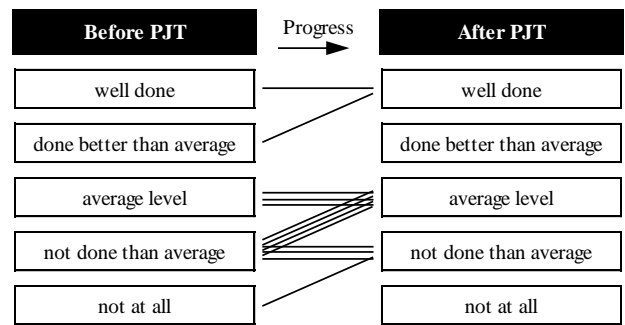 Before PJT
Progress
After PJT
well done
well done
done better than average
done better than average
average level
average level
not done than average
not done than average
not at all
not at all